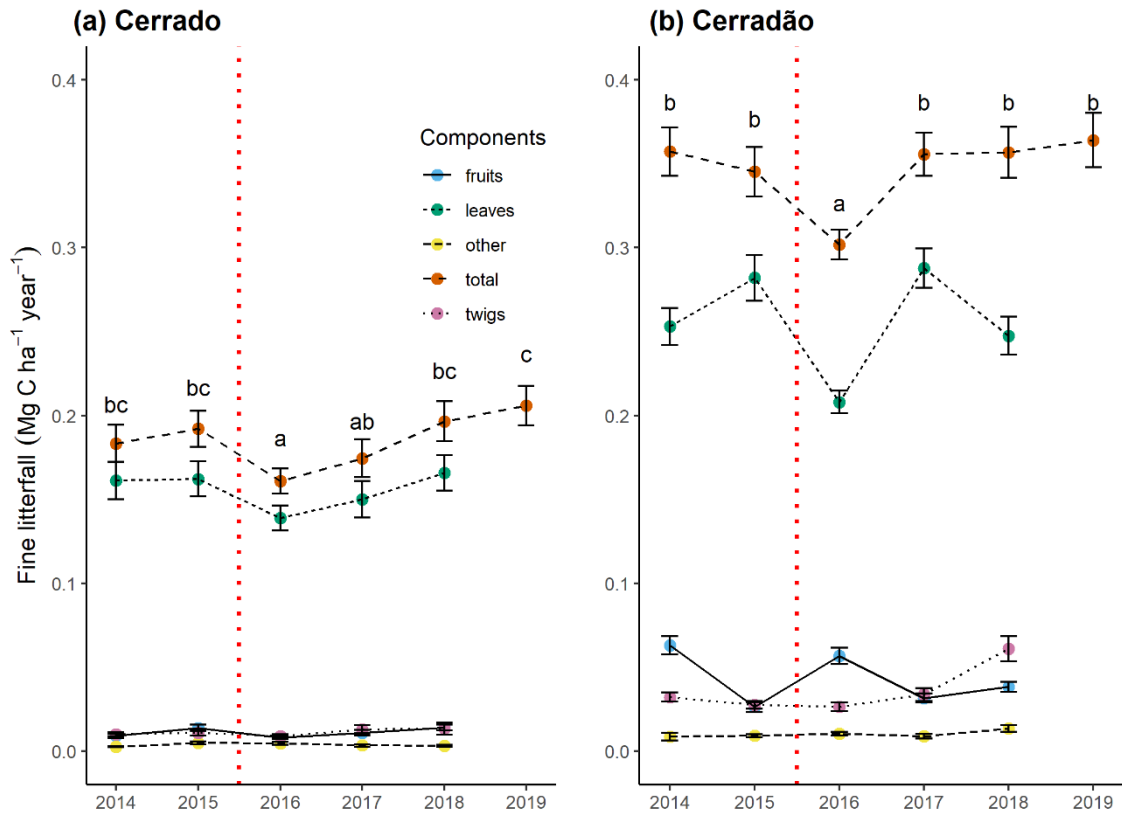 (a) Cerrado
Fine litterfall (Mg C ha⁻¹ year⁻¹)
0.4
0.3
0.2
0.1
0.0
Components
fruits
leaves
other
total
twigs
bc
bc
a
ab
bc
c
2014
2015
2016
2017
2018
2019
(b) Cerradão
0.4
0.3
0.2
0.1
0.0
b
b
a
b
b
b
2014
2015
2016
2017
2018
2019